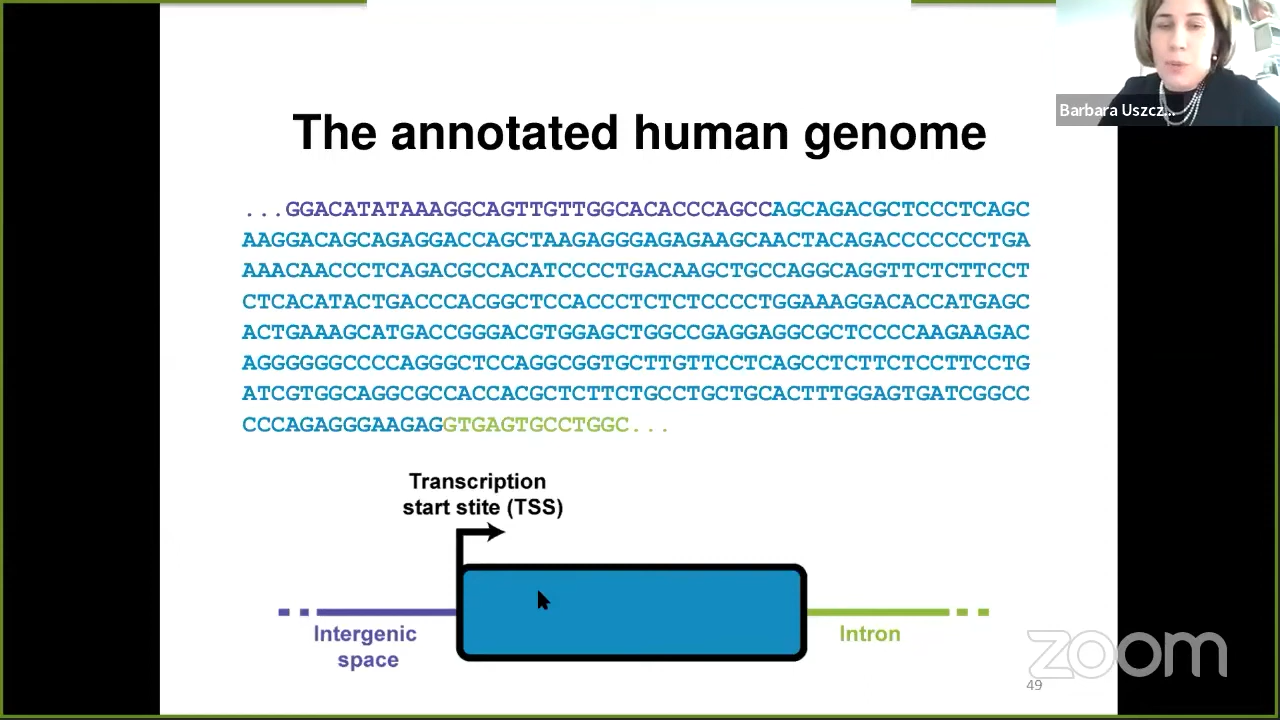 The annotated human genome
Barbara Uszcz...
...GGACATATAAAGGCAGTTGTTGGCACACCCAGCCAGCAGACGCTCCCTCAGC
AAGGACAGCAGAGGACCAGCTAAGAGGGAGAGAAGCAACTACAGACCCCCCCTGA
AAACAACCCTCAGACGCCACATCCCCTGACAAGCTGCCAGGCAGGTTCTCTTCCT
CTCACATACTGACCCACGGCTCCACCCTCTCTCCCCTGGAAAGGACACCATGAGC
ACTGAAAGCATGACCGGGACGTGGAGCTGGCCGAGGAGGCGCTCCCCAAGAAGAC
AGGGGGGCCCCAGGGCTCCAGGCGGTGCTTGTTCCTCAGCCTCTTCTCCTTCCTG
ATCGTGGCAGGCGCCACCACGCTCTTCTGCCTGCTGCACTTTGGAGTGATCGGCC
CCCAGAGGGAAGAGGTGAGTGCCTGGC...
Transcription
start stite (TSS)
Intergenic
space
Intron
zoom
49